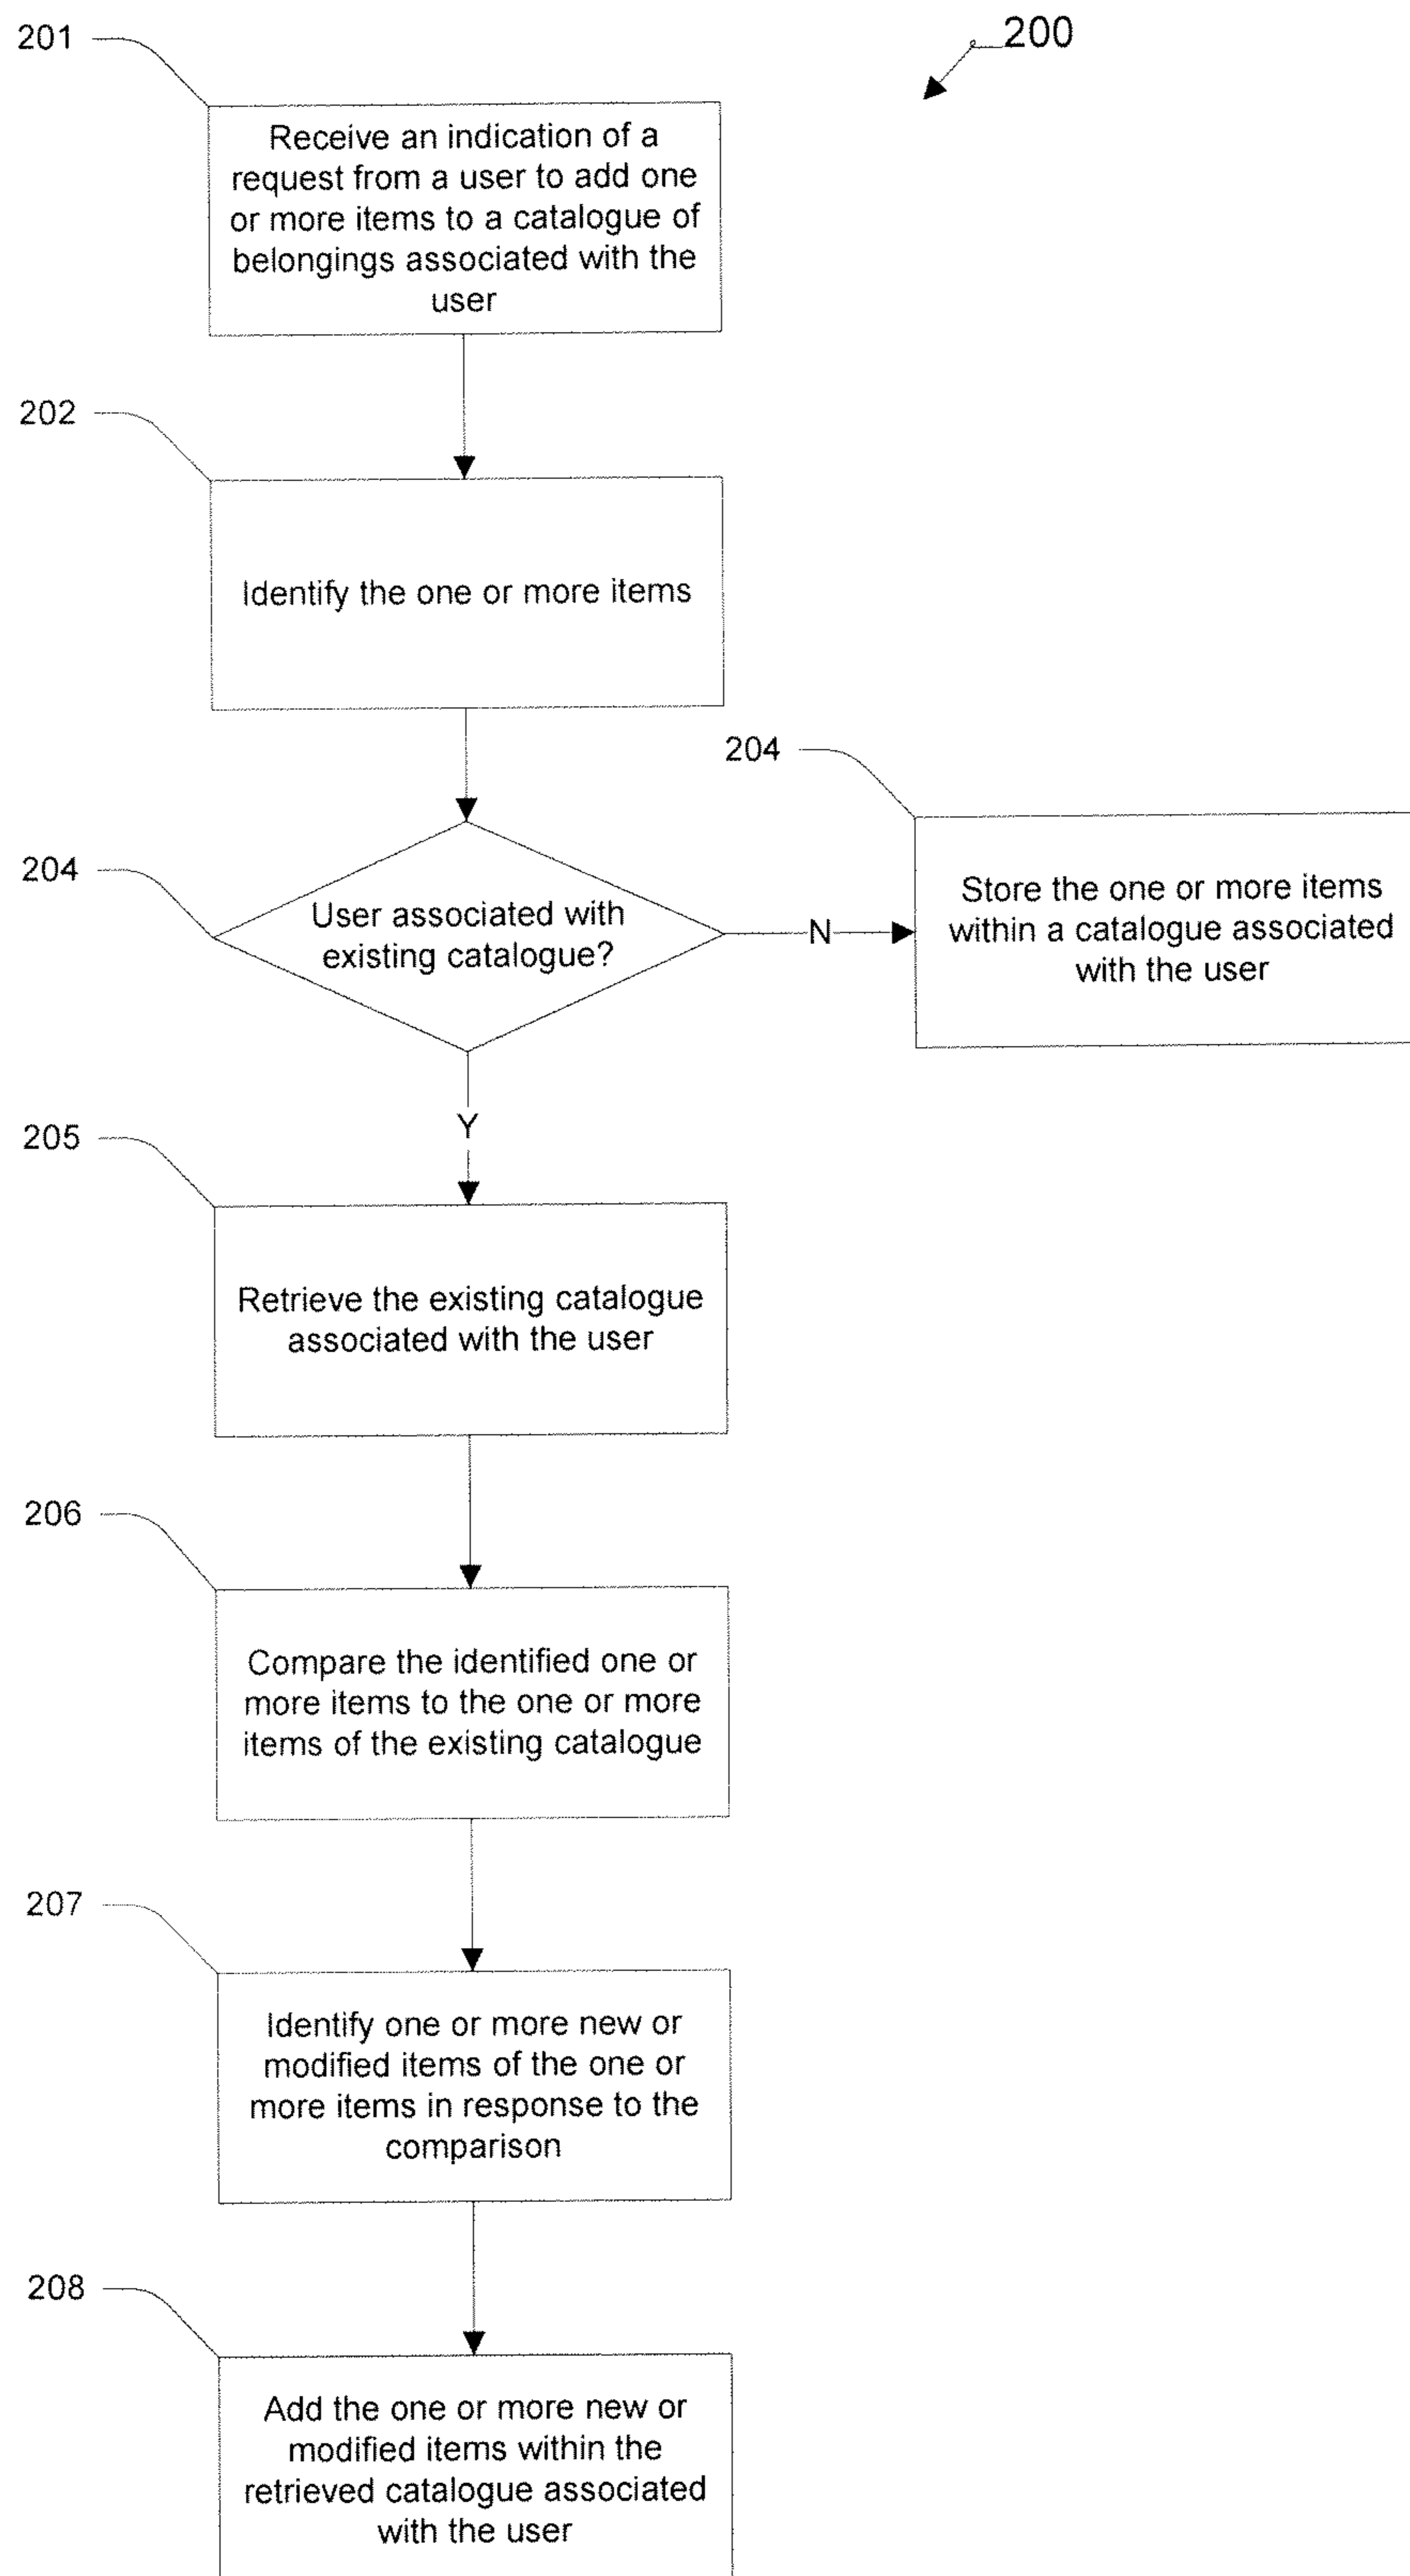 200
201
Receive an indication of a
request from a user to add one
or more items to a catalogue of
belongings associated with the
user
202
Identify the one or more items
204
User associated with
existing catalogue?
N
204
Store the one or more items
within a catalogue associated
with the user
Y
205
Retrieve the existing catalogue
associated with the user
206
Compare the identified one or
more items to the one or more
items of the existing catalogue
207
Identify one or more new or
modified items of the one or
more items in response to the
comparison
208
Add the one or more new or
modified items within the
retrieved catalogue associated
with the user